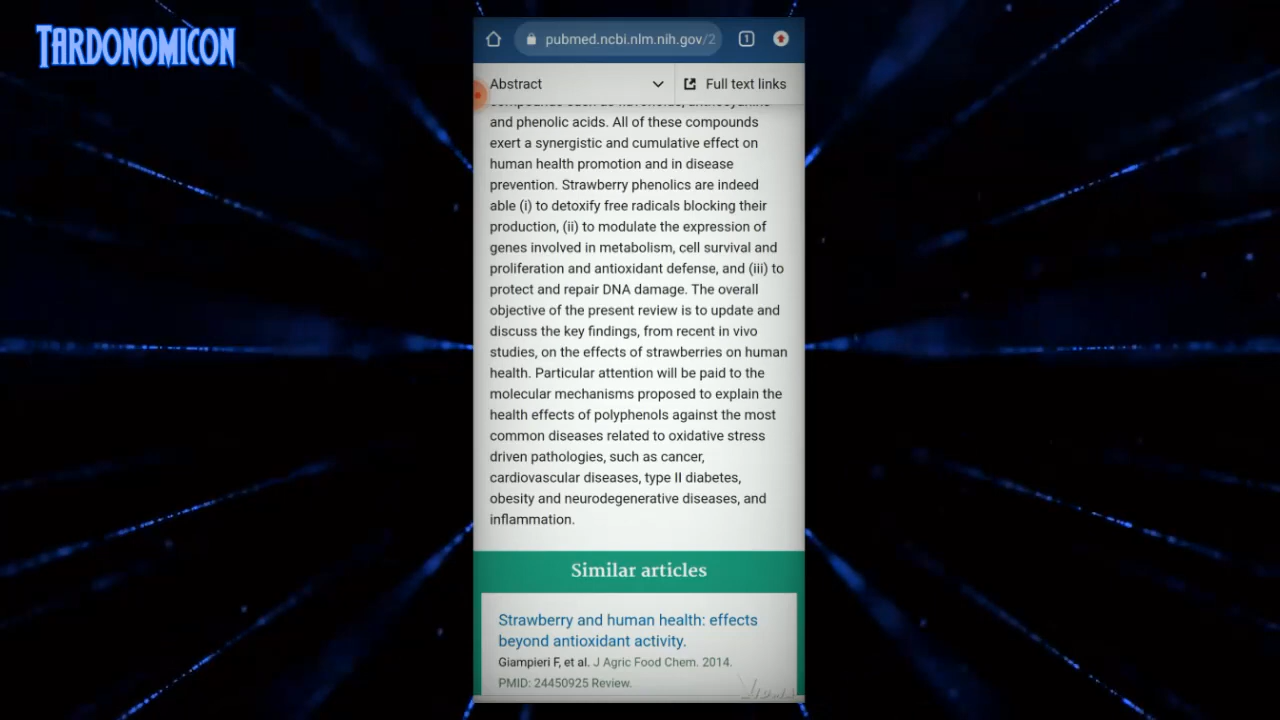 TARDONOMICON
pubmed.ncbi.nlm.nih.gov/2
1
Abstract
Full text links
and phenolic acids. All of these compounds
exert a synergistic and cumulative effect on
human health promotion and in disease
prevention. Strawberry phenolics are indeed
able (i) to detoxify free radicals blocking their
production, (ii) to modulate the expression of
genes involved in metabolism, cell survival and
proliferation and antioxidant defense, and (iii) to
protect and repair DNA damage. The overall
objective of the present review is to update and
discuss the key findings, from recent in vivo
studies, on the effects of strawberries on human
health. Particular attention will be paid to the
molecular mechanisms proposed to explain the
health effects of polyphenols against the most
common diseases related to oxidative stress
driven pathologies, such as cancer,
cardiovascular diseases, type II diabetes,
obesity and neurodegenerative diseases, and
inflammation.
Similar articles
Strawberry and human health: effects
beyond antioxidant activity.
Giampieri F, et al. J Agric Food Chem. 2014.
PMID: 24450925 Review.